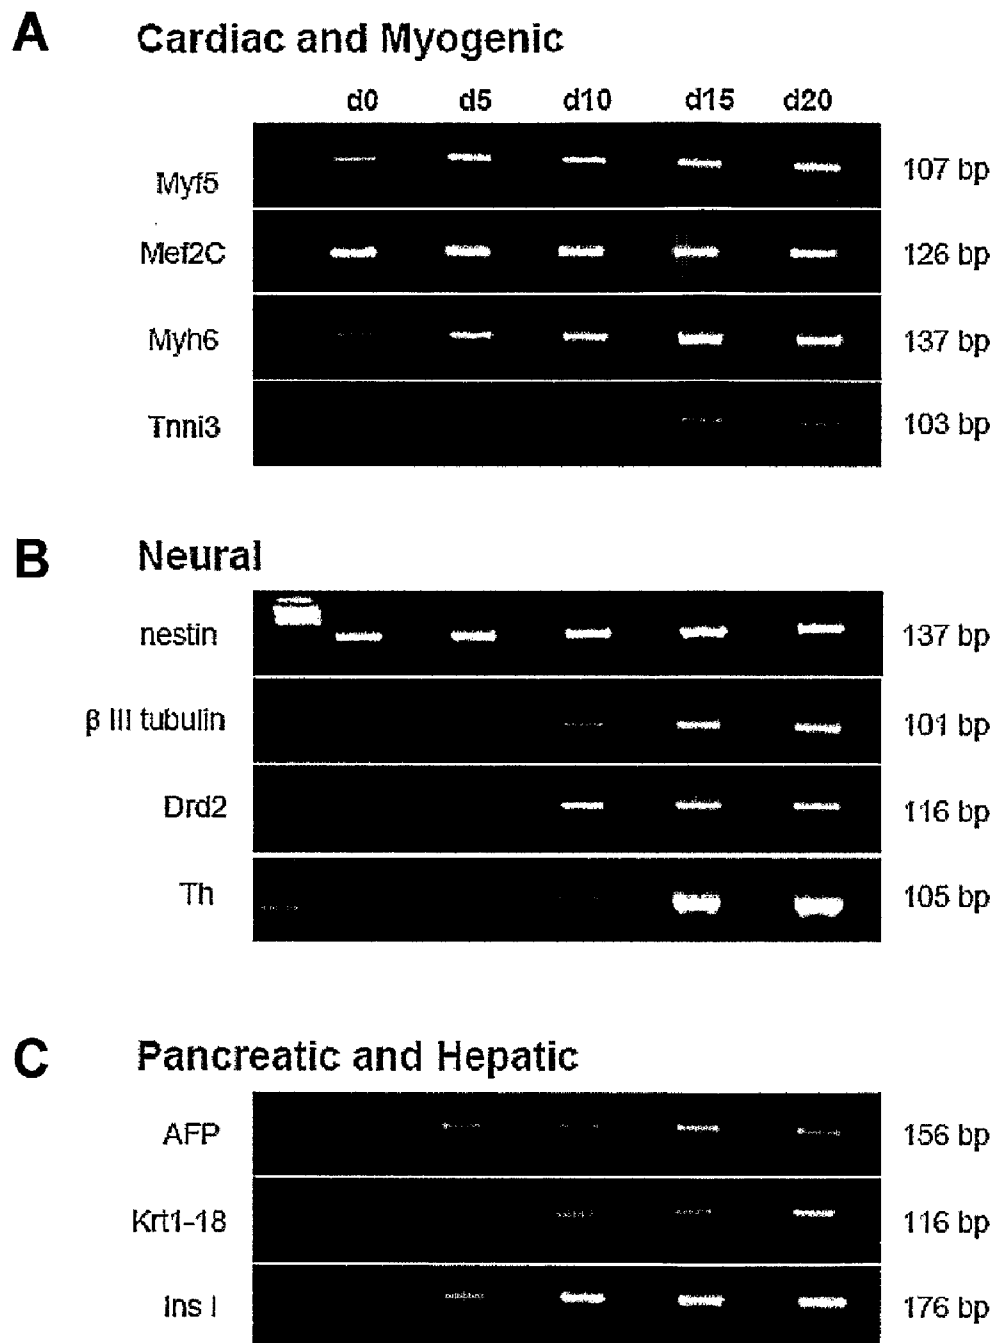 A Cardiac and Myogenic
d0 d5 d10 d15 d20
Myf5 107 bp
Mef2C 126 bp
Myh6 137 bp
Tnni3 103 bp
B Neural
nestin 137 bp
β III tubulin 101 bp
Drd2 116 bp
Th 105 bp
C Pancreatic and Hepatic
AFP 156 bp
Krt1-18 116 bp
Ins I 176 bp